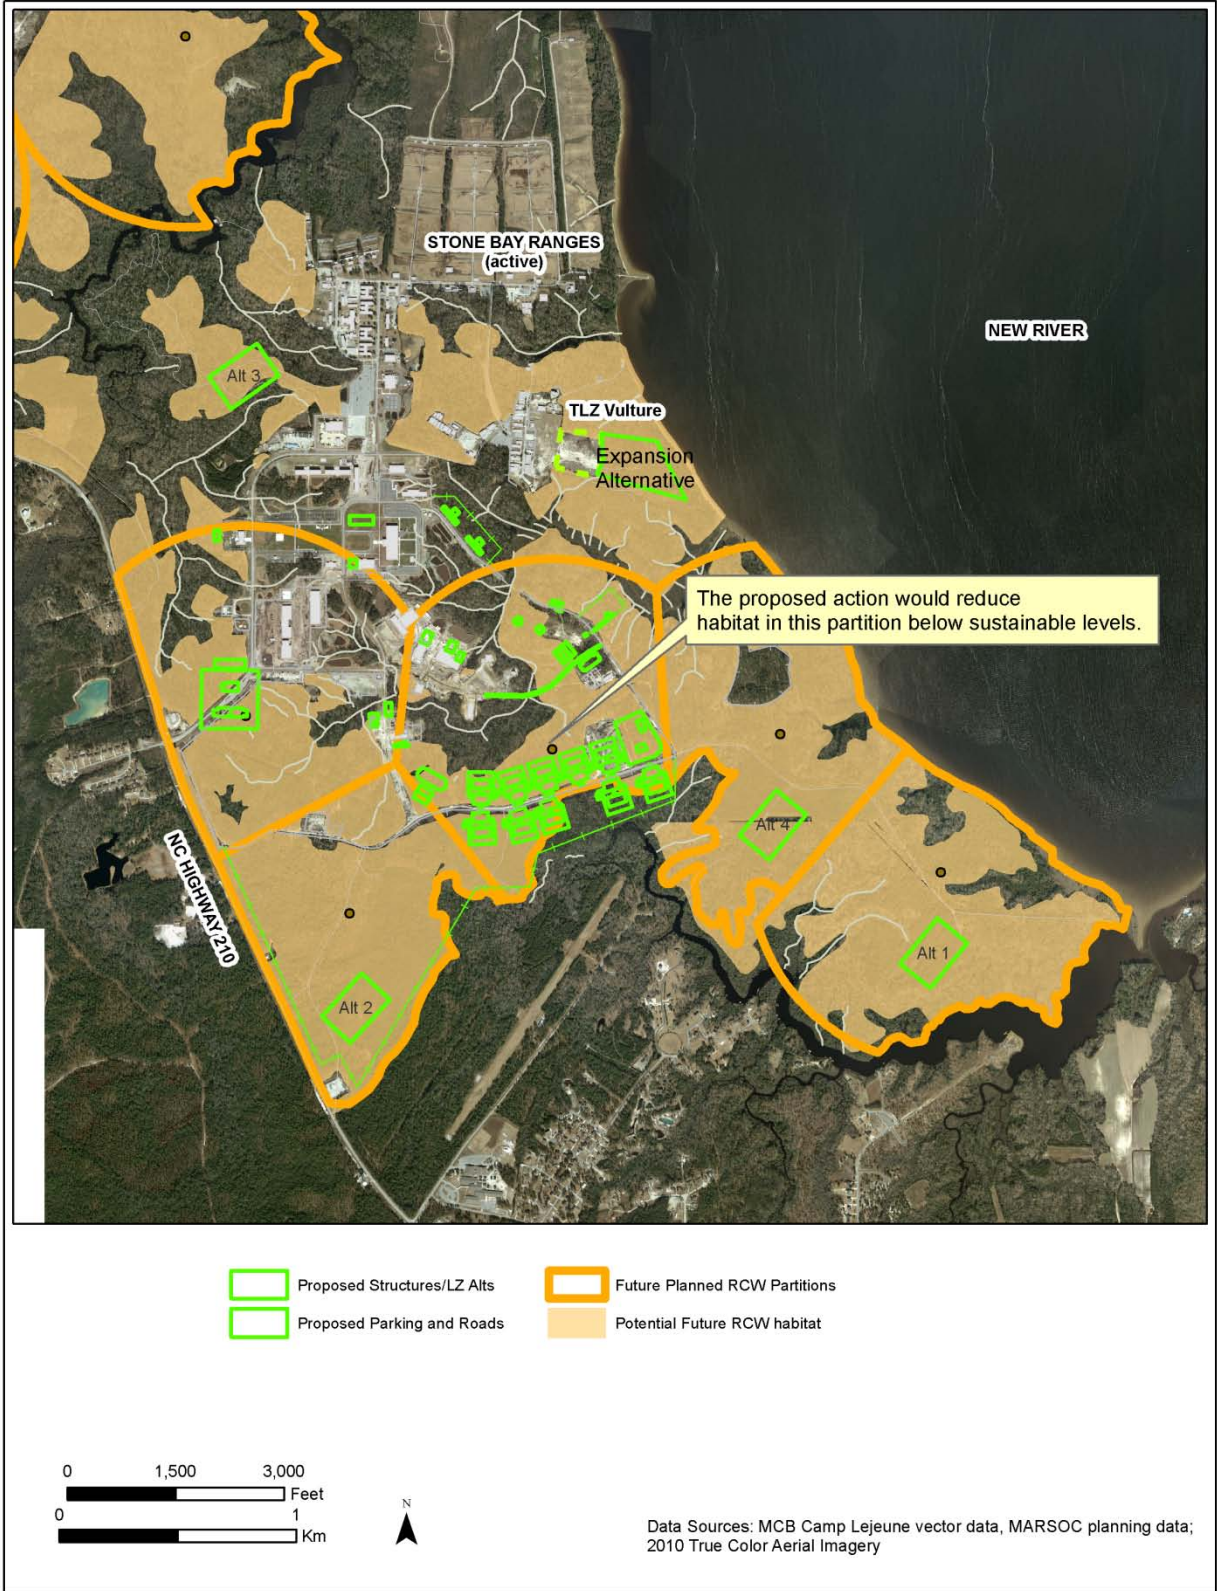 STONE BAY RANGES
(active)
NEW RIVER
Alt 3
TLZ Vulture
Expansion
Alternative
The proposed action would reduce
habitat in this partition below sustainable levels.
Alt 4
NC HIGHWAY 210
Alt 1
Alt 2
Proposed Structures/LZ Alts
Future Planned RCW Partitions
Proposed Parking and Roads
Potential Future RCW habitat
0 1,500 3,000
Feet
0 1
Km
N
Data Sources: MCB Camp Lejeune vector data, MARSOC planning data;
2010 True Color Aerial Imagery